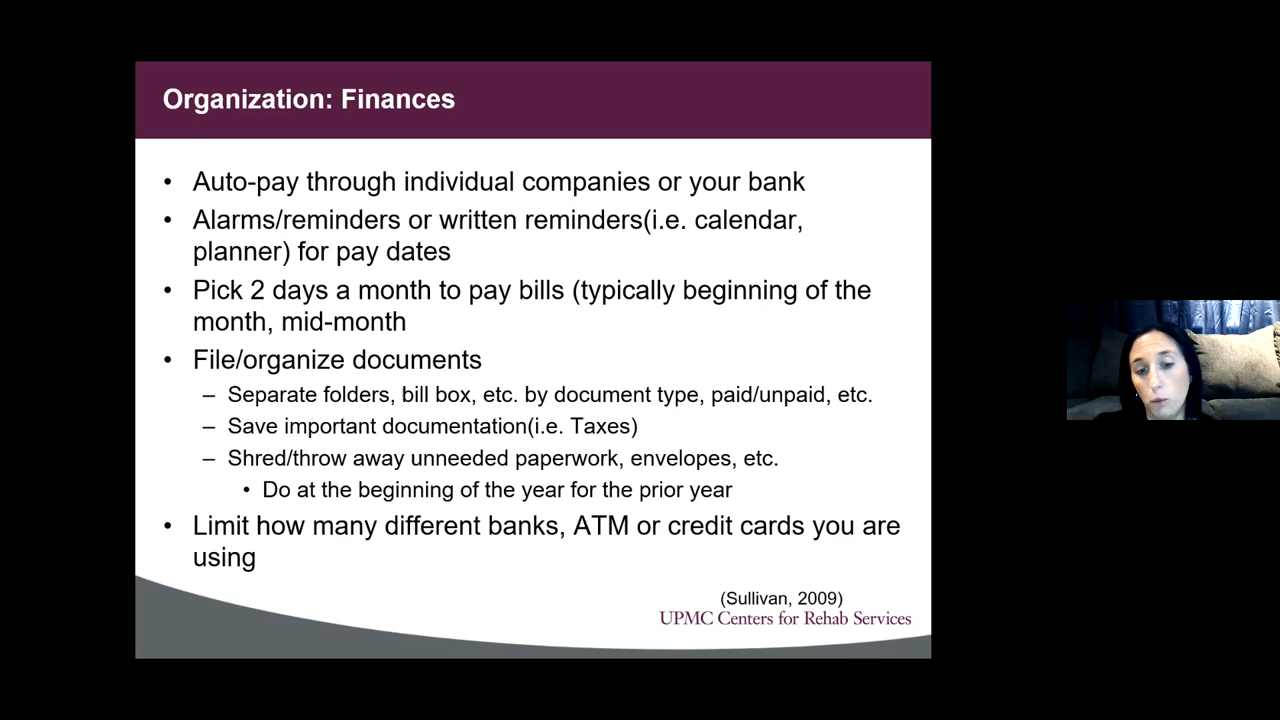 Organization: Finances
• Auto-pay through individual companies or your bank
• Alarms/reminders or written reminders(i.e. calendar,
planner) for pay dates
• Pick 2 days a month to pay bills (typically beginning of the
month, mid-month
• File/organize documents
– Separate folders, bill box, etc. by document type, paid/unpaid, etc.
– Save important documentation(i.e. Taxes)
– Shred/throw away unneeded paperwork, envelopes, etc.
• Do at the beginning of the year for the prior year
• Limit how many different banks, ATM or credit cards you are
using
(Sullivan, 2009)
UPMC Centers for Rehab Services